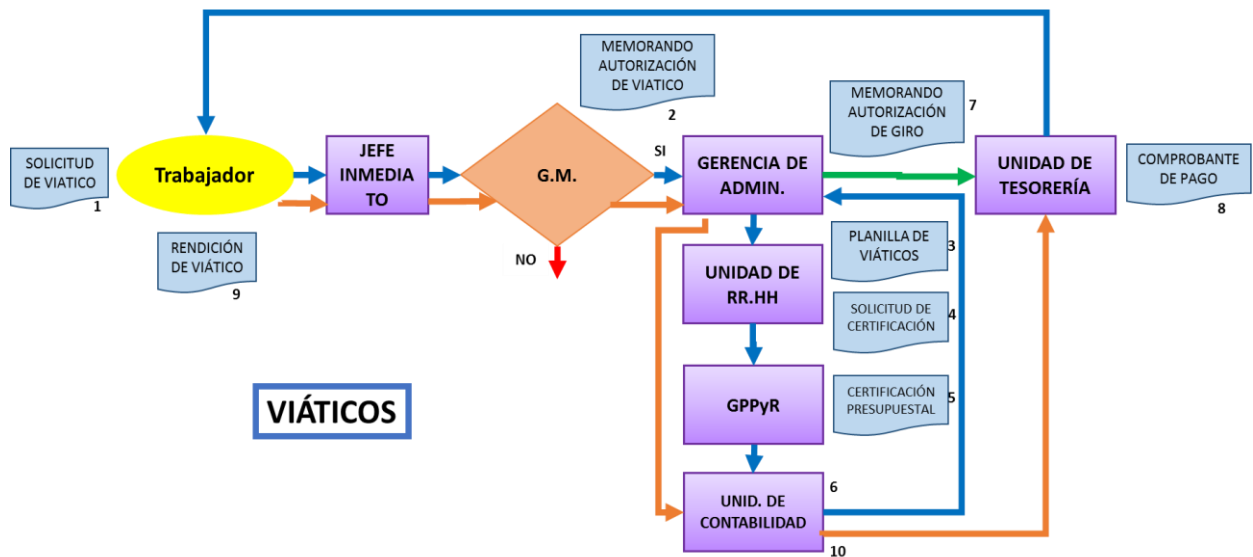 MEMORANDO
AUTORIZACIÓN
DE VIATICO
2
MEMORANDO
AUTORIZACIÓN
DE GIRO
7
SOLICITUD
DE VIATICO
1
Trabajador
JEFE
INMEDIA
TO
G.M.
SI
GERENCIA DE
ADMIN.
UNIDAD DE
TESORERÍA
COMPROBANTE
DE PAGO
8
RENDICIÓN
DE VIÁTICO
9
NO
UNIDAD DE
RR.HH
PLANILLA DE
VIÁTICOS
3
SOLICITUD DE
CERTIFICACIÓN
4
GPPyR
CERTIFICACIÓN
PRESUPUESTAL
5
VIÁTICOS
UNID. DE
CONTABILIDAD
6
10